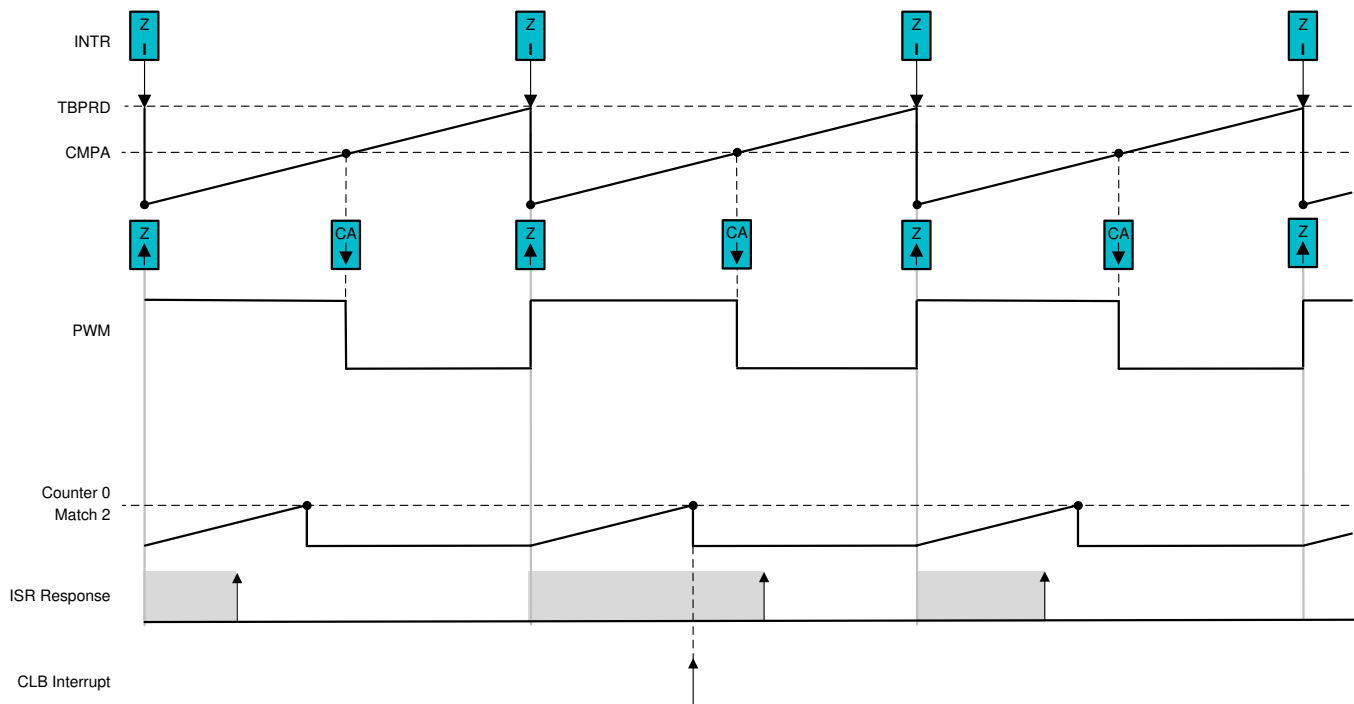 INTR
Z
I
Z
I
Z
I
Z
I
TBPRD
CMPA
Z
CA
Z
CA
Z
CA
Z
PWM
Counter 0
Match 2
ISR Response
CLB Interrupt